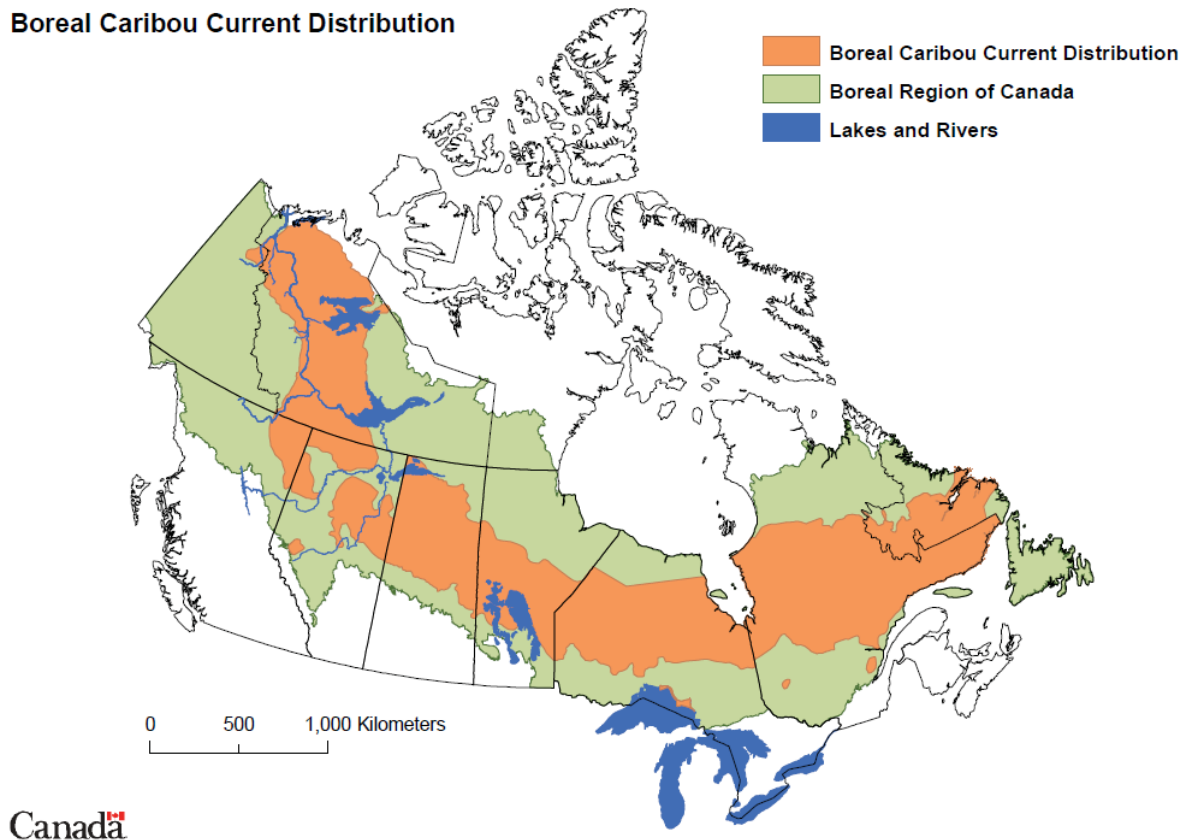 Boreal Caribou Current Distribution
Boreal Caribou Current Distribution
Boreal Region of Canada
Lakes and Rivers
0 500 1,000 Kilometers
Canada